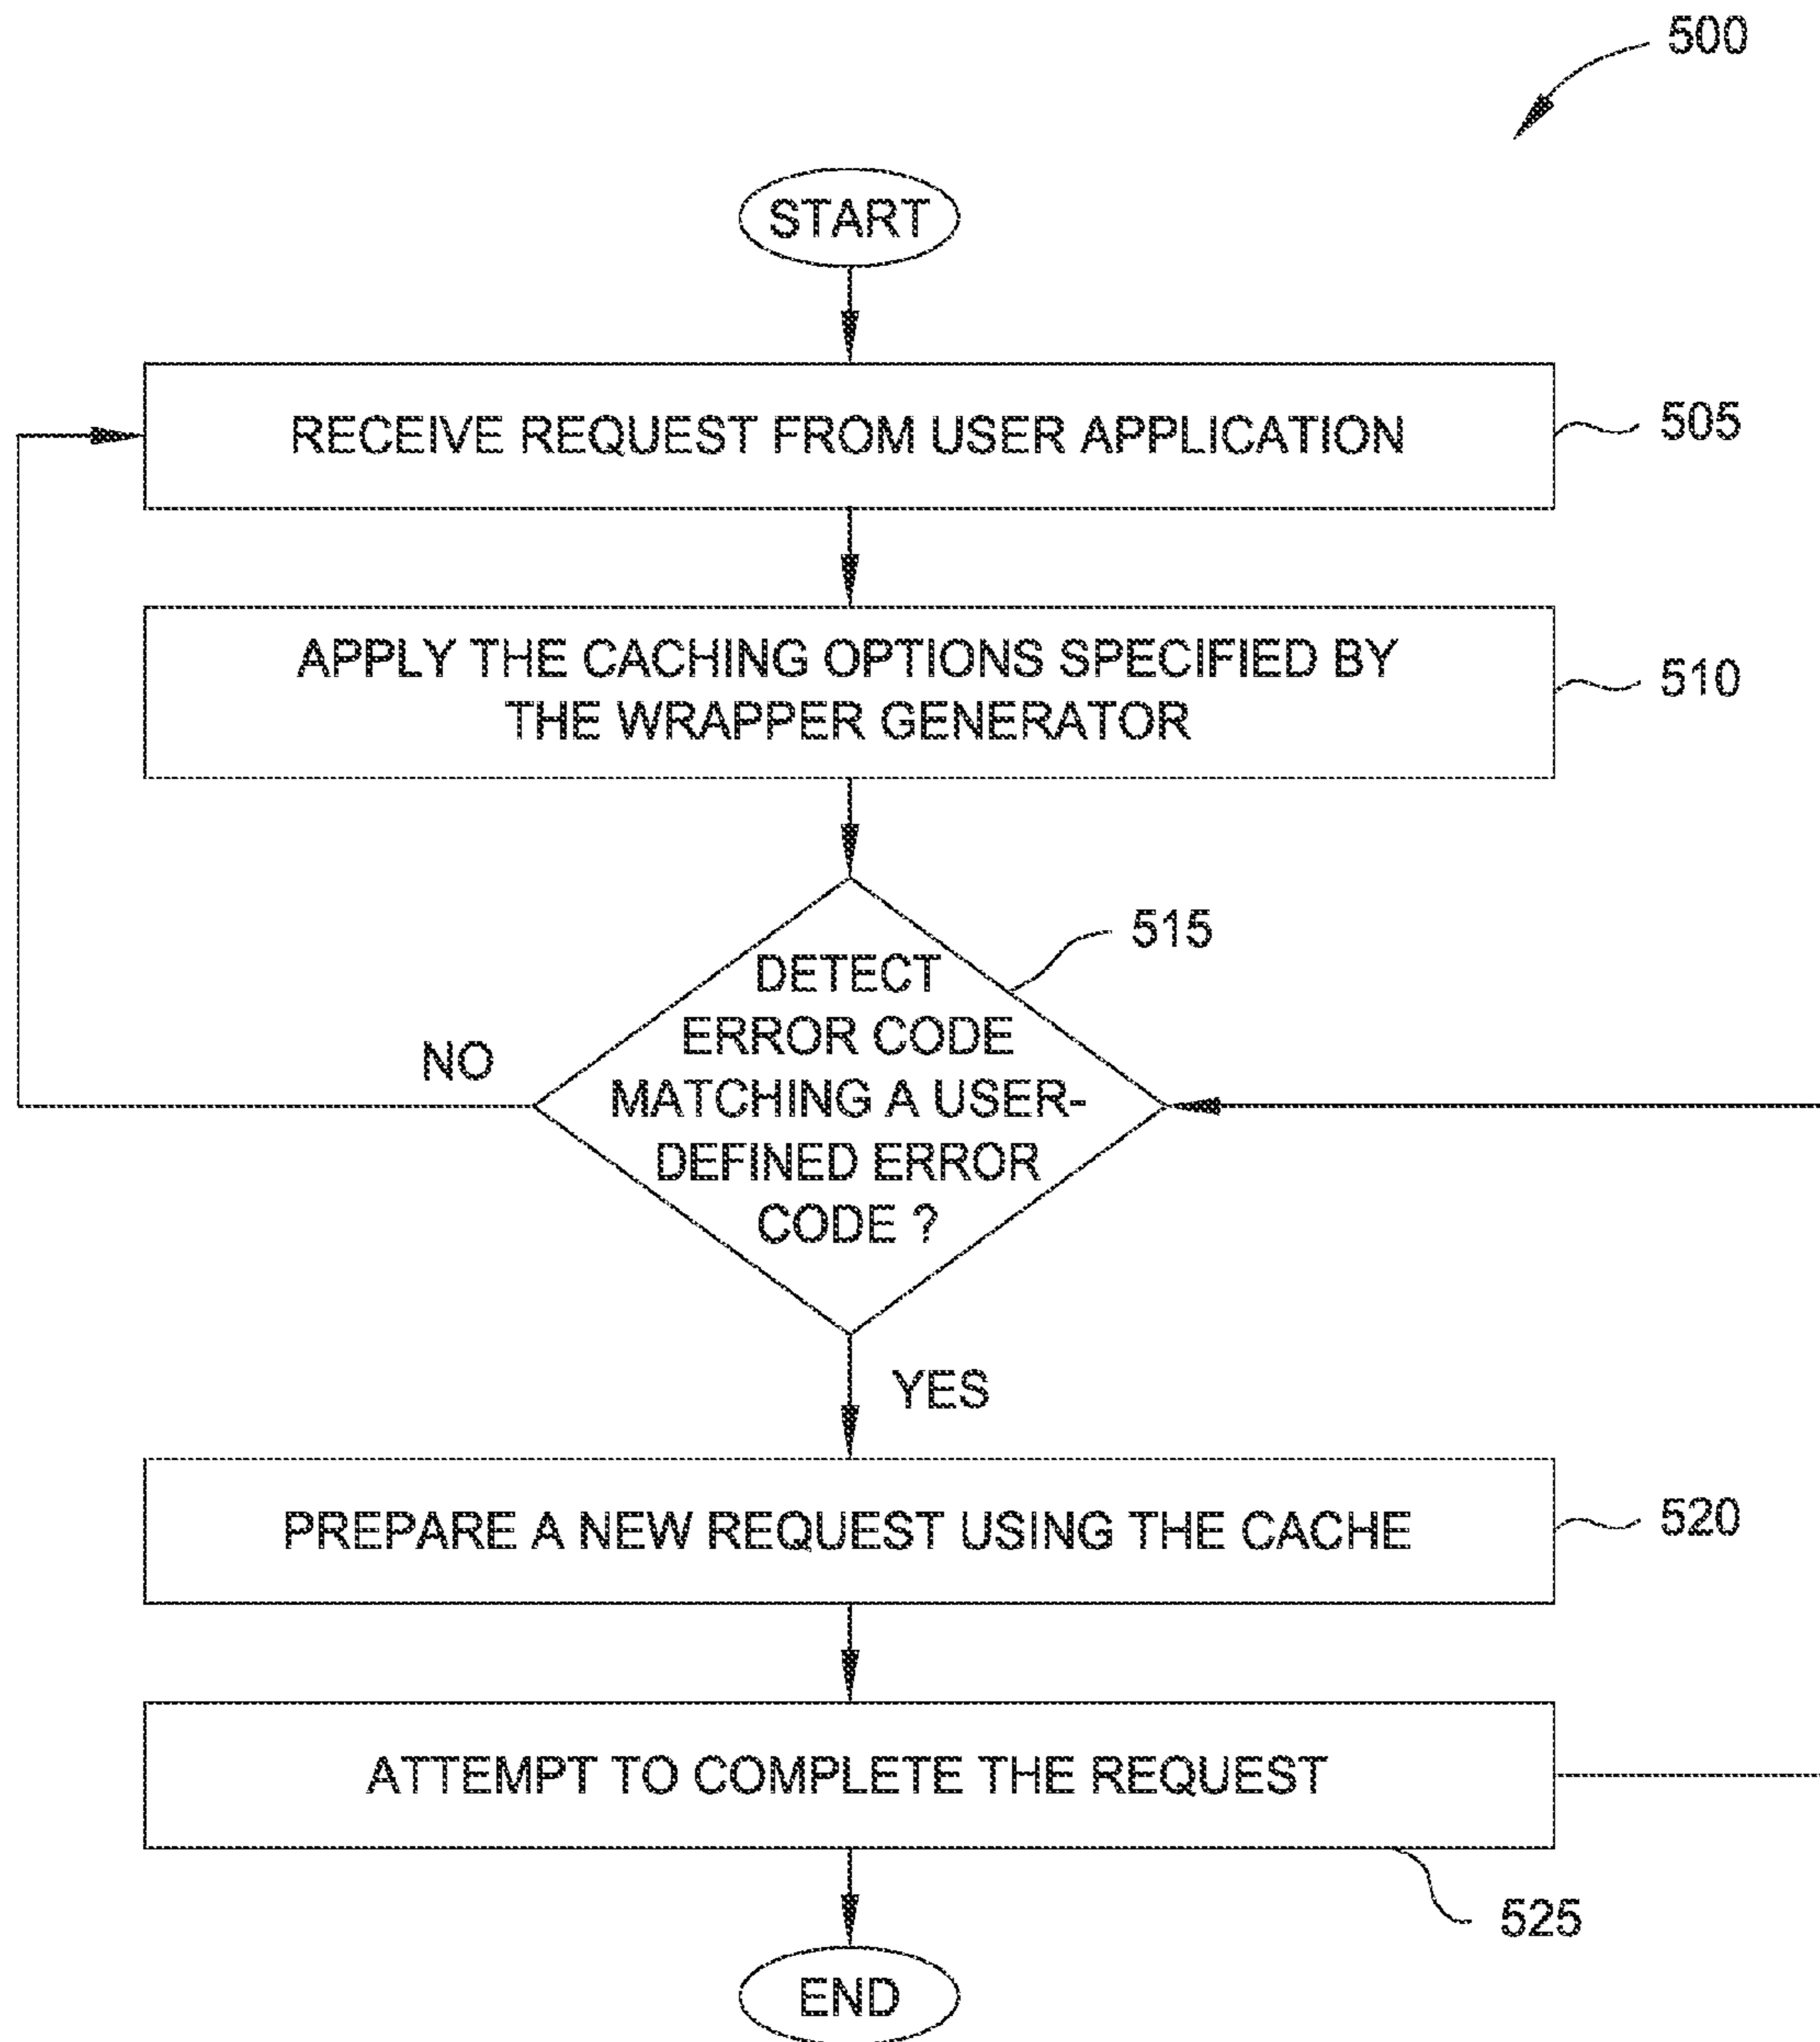 500
START
RECEIVE REQUEST FROM USER APPLICATION
505
APPLY THE CACHING OPTIONS SPECIFIED BY
THE WRAPPER GENERATOR
510
515
DETECT
ERROR CODE
MATCHING A USER-
DEFINED ERROR
CODE ?
NO
YES
PREPARE A NEW REQUEST USING THE CACHE
520
ATTEMPT TO COMPLETE THE REQUEST
525
END